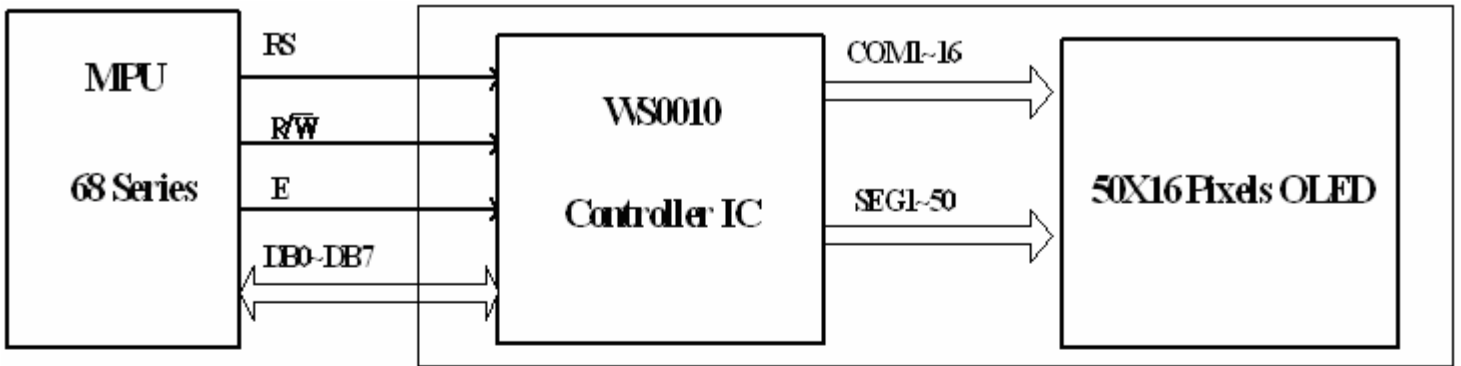 MPU
68 Series
RS
R/W̅
E
DB0~DB7
WS0010
Controller IC
COM1~16
SEG1~50
50X16 Pixels OLED